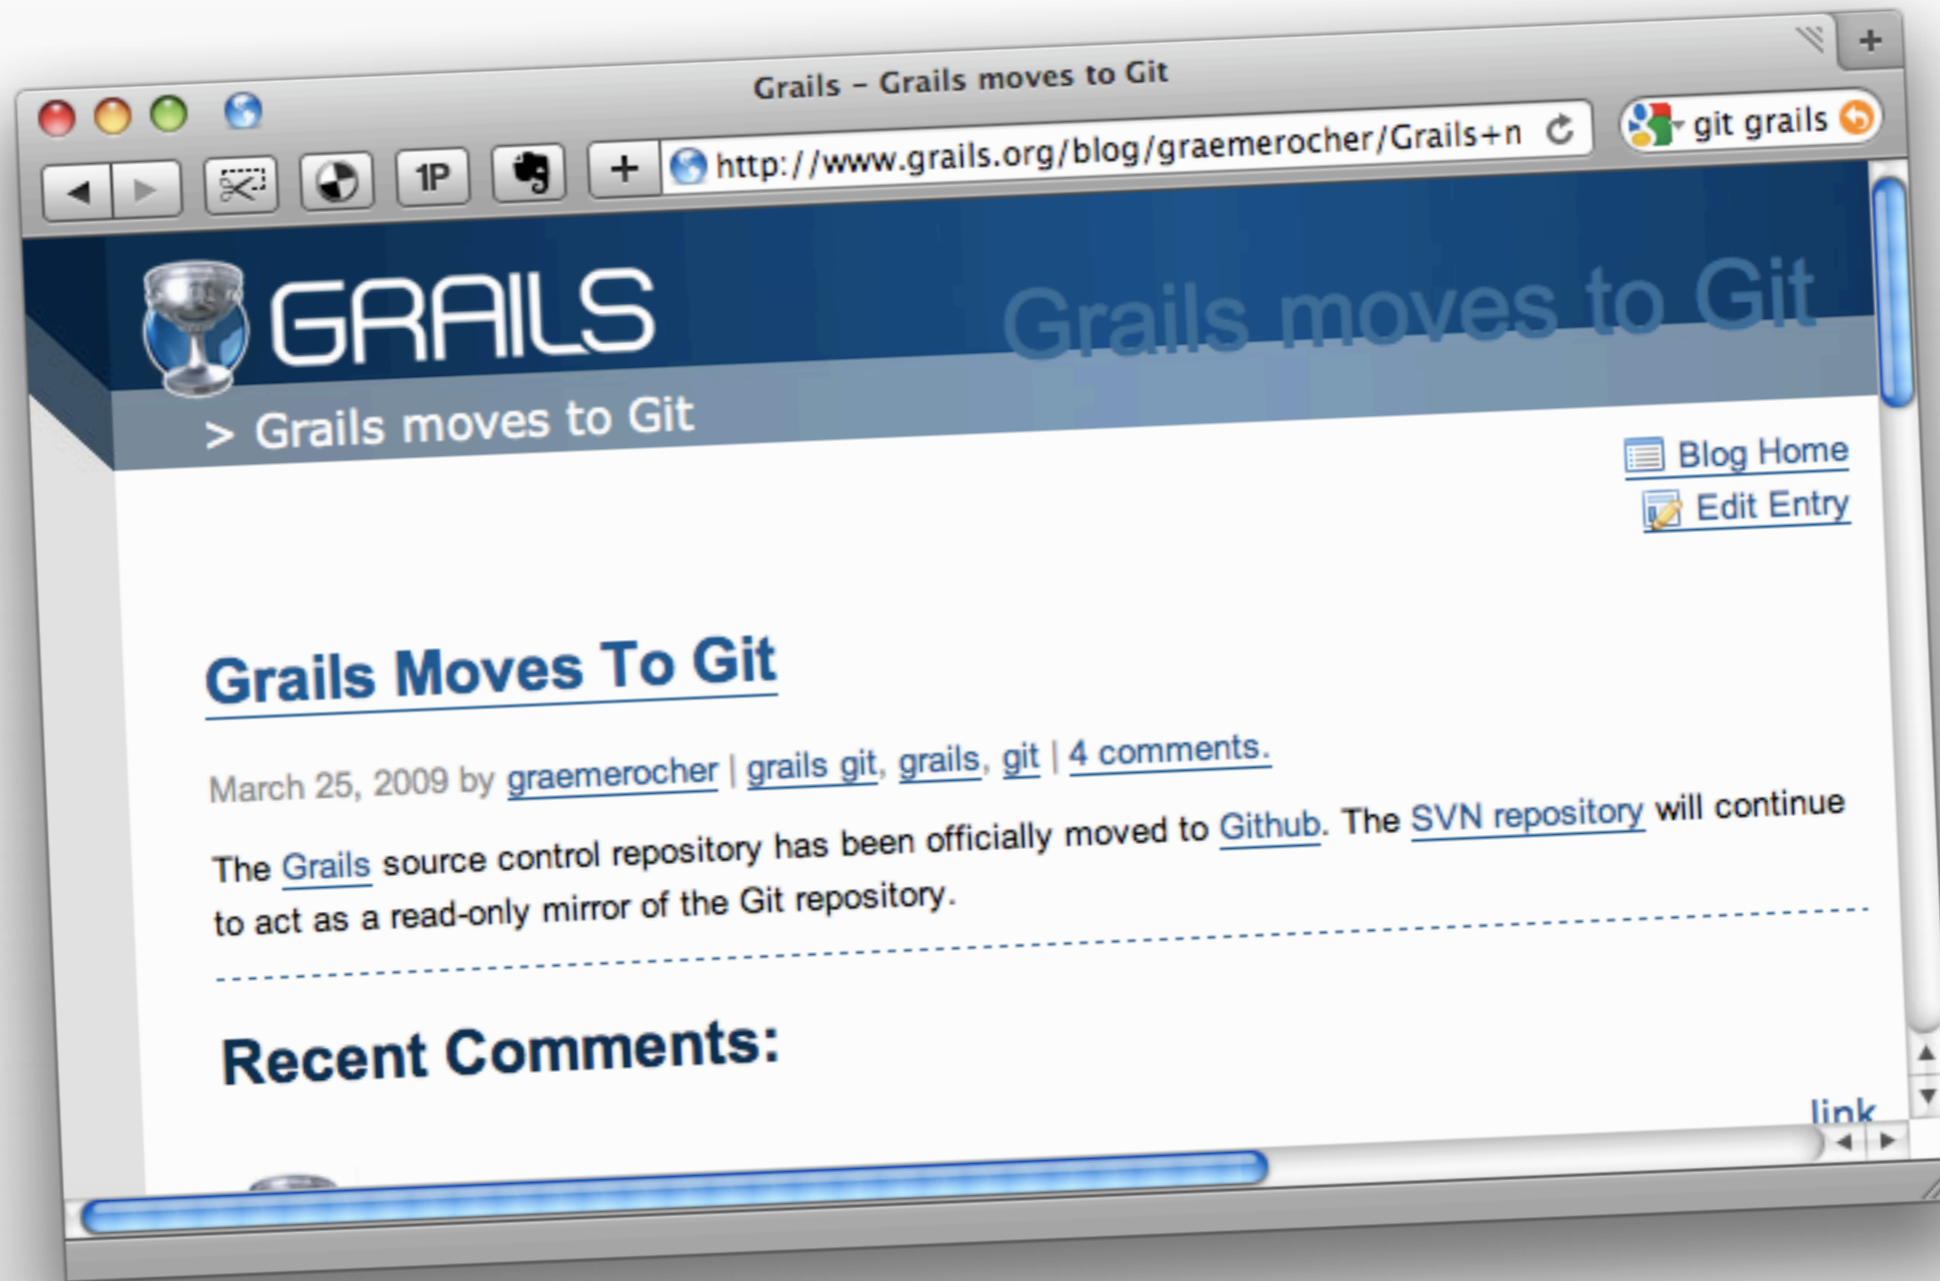 Grails – Grails moves to Git
1P
http://www.grails.org/blog/graemerocher/Grails+n
git grails
GRAILS
Grails moves to Git
> Grails moves to Git
Blog Home
Edit Entry
Grails Moves To Git
March 25, 2009 by graemerocher | grails git, grails, git | 4 comments.
The Grails source control repository has been officially moved to Github. The SVN repository will continue
to act as a read-only mirror of the Git repository.
Recent Comments:
link